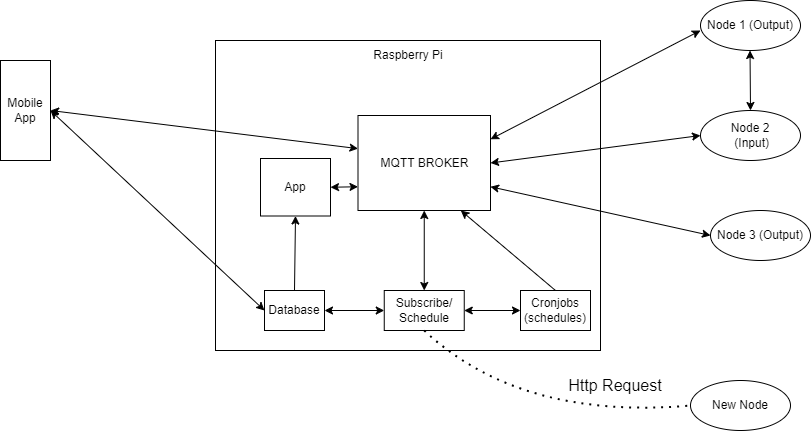 Node 1 (Output)
Raspberry Pi
Mobile
App
Node 2
(Input)
MQTT BROKER
App
Node 3 (Output)
Database
Subscribe/
Schedule
Cronjobs
(schedules)
Http Request
New Node